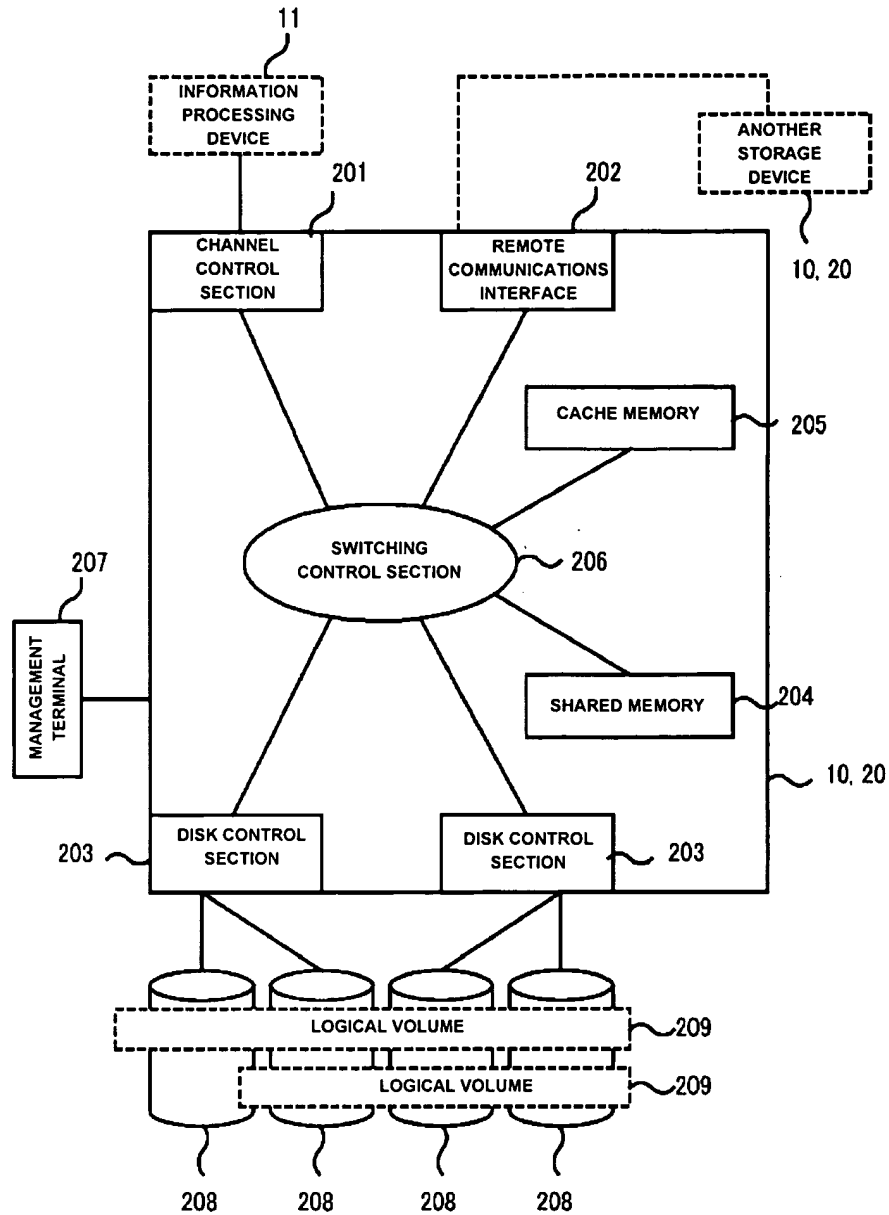 11
INFORMATION
PROCESSING
DEVICE
ANOTHER
STORAGE
DEVICE
201
202
10, 20
CHANNEL
CONTROL
SECTION
REMOTE
COMMUNICATIONS
INTERFACE
CACHE MEMORY
205
SWITCHING
CONTROL SECTION
206
207
MANAGEMENT
TERMINAL
SHARED MEMORY
204
10, 20
203
DISK CONTROL
SECTION
DISK CONTROL
SECTION
203
LOGICAL VOLUME
209
LOGICAL VOLUME
209
208
208
208
208